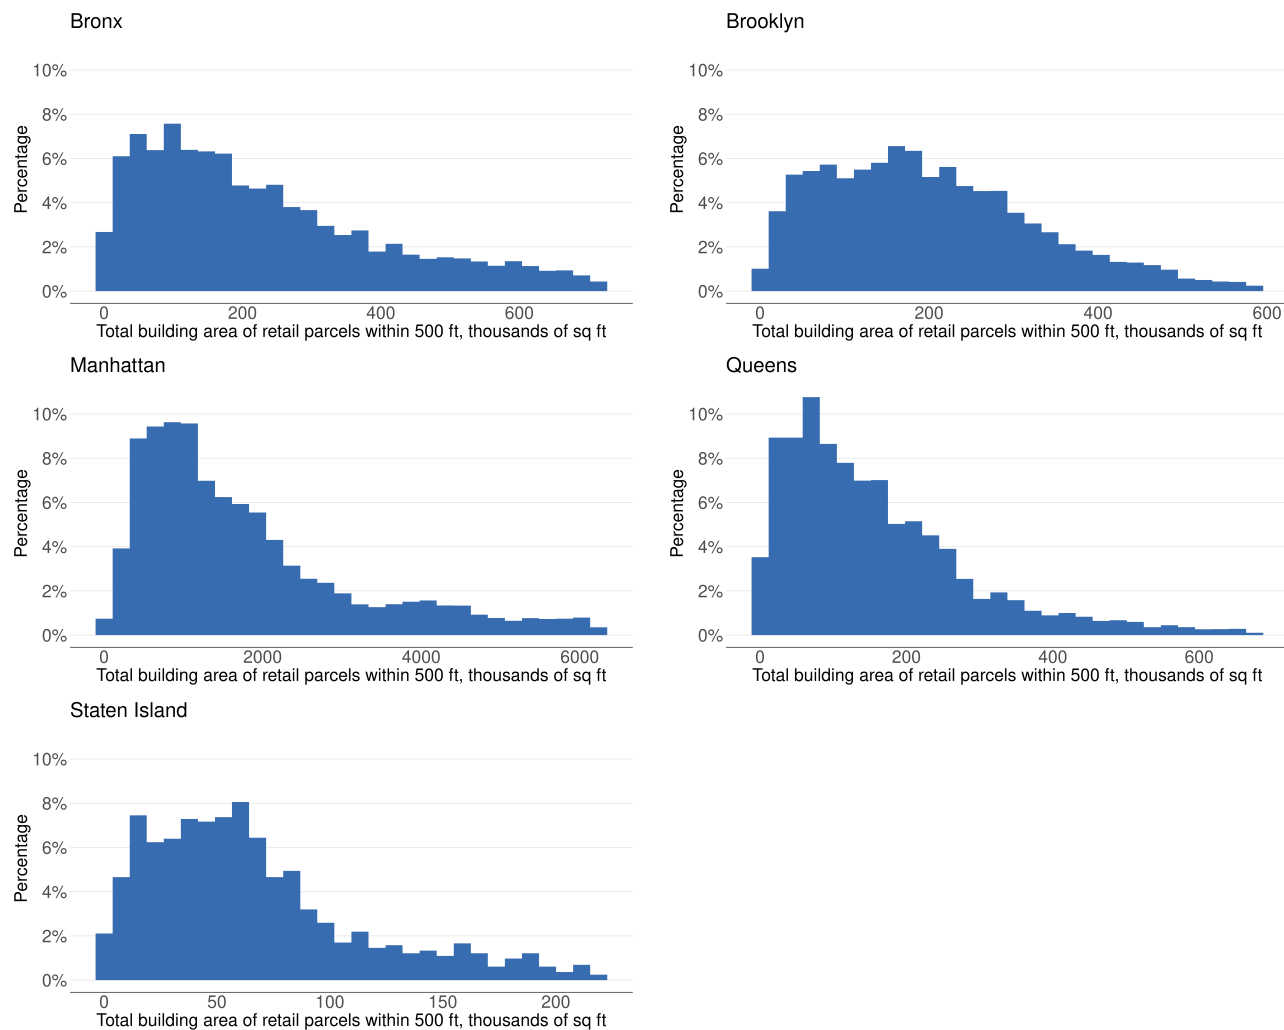 Bronx
10%
8%
6%
4%
2%
0%
Percentage
0 200 400 600
Total building area of retail parcels within 500 ft, thousands of sq ft
Brooklyn
10%
8%
6%
4%
2%
0%
Percentage
0 200 400 600
Total building area of retail parcels within 500 ft, thousands of sq ft
Manhattan
10%
8%
6%
4%
2%
0%
Percentage
0 2000 4000 6000
Total building area of retail parcels within 500 ft, thousands of sq ft
Queens
10%
8%
6%
4%
2%
0%
Percentage
0 200 400 600
Total building area of retail parcels within 500 ft, thousands of sq ft
Staten Island
10%
8%
6%
4%
2%
0%
Percentage
0 50 100 150 200
Total building area of retail parcels within 500 ft, thousands of sq ft